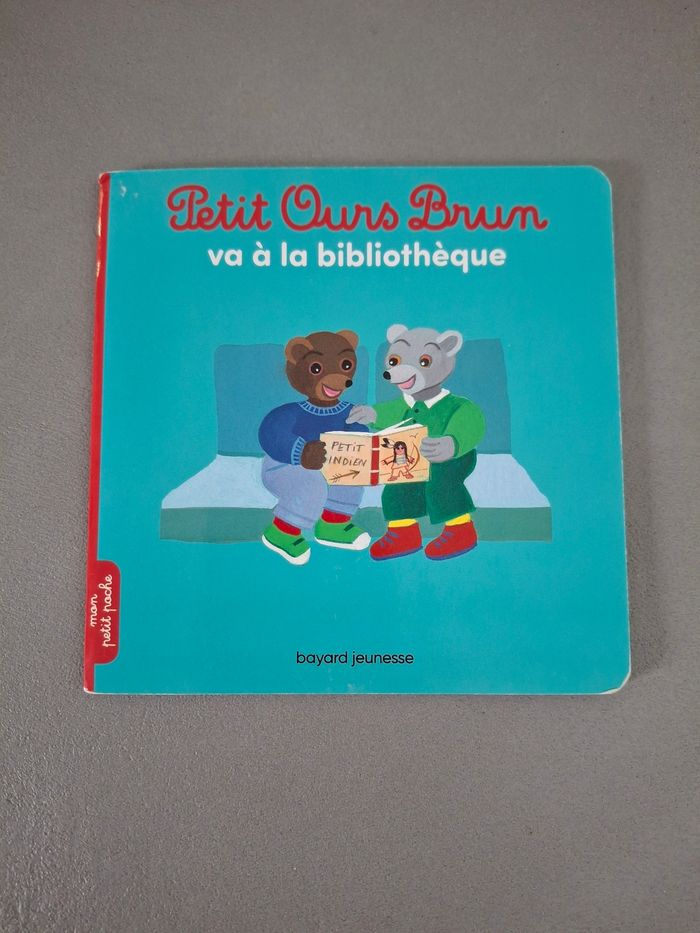 Petit Ours Brun
va à la bibliothèque
PETIT
INDIEN
mon
petit poche
bayard jeunesse